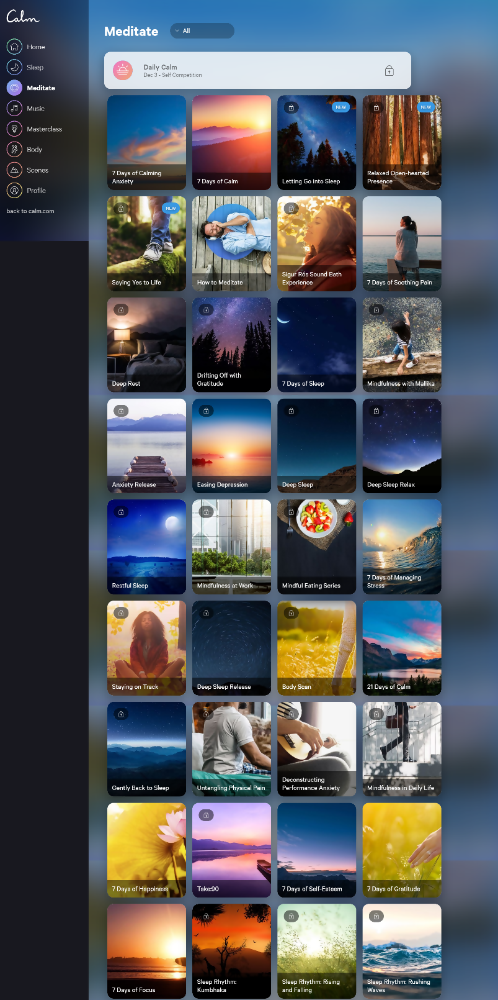 Calm
Home
Sleep
Meditate
Music
Masterclass
Body
Scenes
Profile
back to calm.com
Meditate
All
Daily Calm
Dec 3 - Self Competition
7 Days of Calming
Anxiety
7 Days of Calm
NEW
Letting Go into Sleep
NEW
Relaxed Open-hearted
Presence
NEW
Saying Yes to Life
How to Meditate
Sigur Rós Sound Bath
Experience
7 Days of Soothing Pain
Deep Rest
Drifting Off with
Gratitude
7 Days of Sleep
Mindfulness with Mallika
Anxiety Release
Easing Depression
Deep Sleep
Deep Sleep Relax
Restful Sleep
Mindfulness at Work
Mindful Eating Series
7 Days of Managing
Stress
Staying on Track
Deep Sleep Release
Body Scan
21 Days of Calm
Gently Back to Sleep
Untangling Physical Pain
Deconstructing
Performance Anxiety
Mindfulness in Daily Life
7 Days of Happiness
Take:90
7 Days of Self-Esteem
7 Days of Gratitude
7 Days of Focus
Sleep Rhythm:
Kumbhaka
Sleep Rhythm: Rising
and Falling
Sleep Rhythm: Rushing
Waves